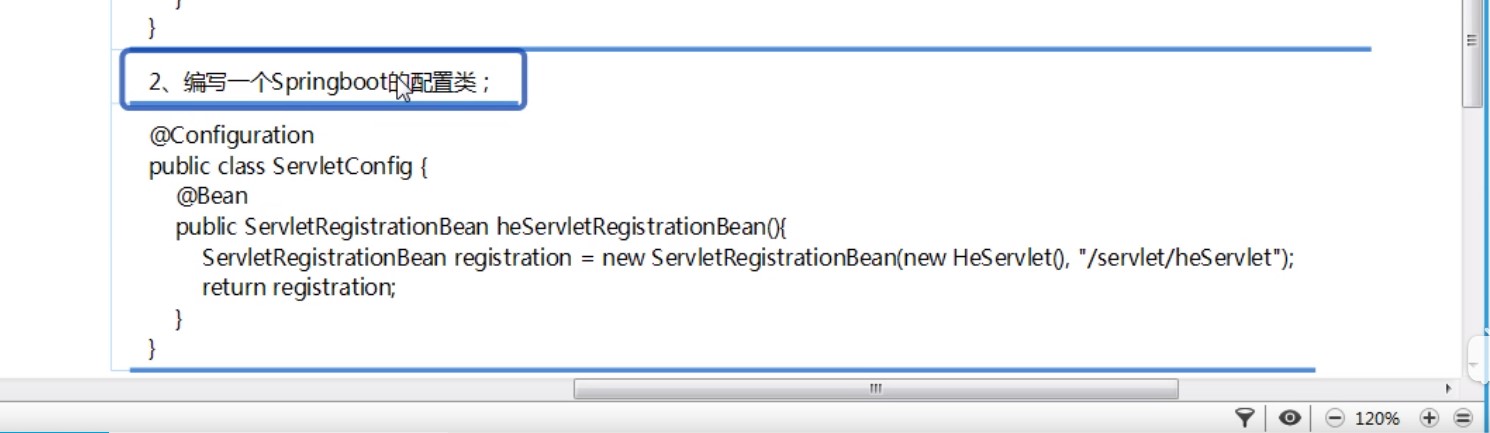 }
}
2、编写一个Springboot的配置类；
@Configuration
public class ServletConfig {
@Bean
public ServletRegistrationBean heServletRegistrationBean(){
ServletRegistrationBean registration = new ServletRegistrationBean(new HeServlet(), "/servlet/heServlet");
return registration;
}
}
120%